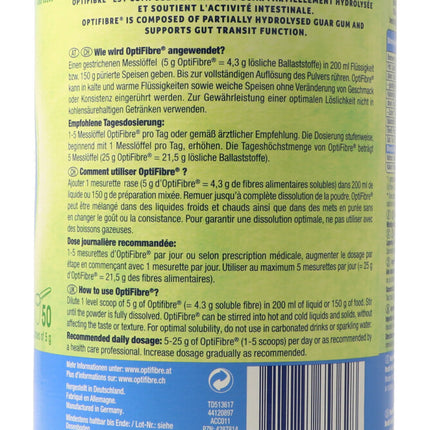 OPTIFIBRE® EST COMPOSÉ DE GOMME DE GUAR PARTIELLEMENT HYDROLYSÉE
ET SOUTIENT L'ACTIVITÉ INTESTINALE.
OPTIFIBRE® IS COMPOSED OF PARTIALLY HYDROLYSED GUAR GUM AND
SUPPORTS GUT TRANSIT FUNCTION.
Wie wird OptiFibre® angewendet?
Einen gestrichenen Messlöffel (5 g OptiFibre® = 4,3 g lösliche Ballaststoffe) in 200 ml Flüssigkeit
bzw. 150 g pürierte Speisen geben. Bis zur vollständigen Auflösung des Pulvers rühren. OptiFibre®
kann in kalte und warme Flüssigkeiten sowie weiche Speisen ohne Veränderung von Geschmack
oder Konsistenz eingerührt werden. Zur Gewährleistung einer optimalen Löslichkeit nicht in
kohlensäurehaltigen Getränken auflösen.
Empfohlene Tagesdosierung:
1-5 Messlöffel OptiFibre® pro Tag oder gemäß ärztlicher Empfehlung. Die Dosierung stufenweise,
beginnend mit 1 Messlöffel pro Tag, erhöhen. Die Tageshöchstmenge von OptiFibre® beträgt
5 Messlöffel (25 g OptiFibre® = 21,5 g lösliche Ballaststoffe).
Comment utiliser OptiFibre®?
Ajouter 1 mesurette rase (5 g d'OptiFibre® = 4,3 g de fibres alimentaires solubles) dans 200 ml de
liquide ou 150 g de préparation mixée. Remuer jusqu'à complète dissolution de la poudre. OptiFibre®
peut être mélangé dans des liquides froids et chauds ainsi que dans des mets purés sans
en changer le goût ou la consistance. Pour garantir une dissolution optimale, ne pas utiliser avec des
boissons gazeuses.
Dose journalière recommandée:
1-5 mesurettes d'OptiFibre® par jour ou selon prescription médicale, augmenter le dosage par
étape en commençant avec 1 mesurette par jour. Utiliser au maximum 5 mesurettes par jour (= 25 g
d'OptiFibre® = 21,5 g des fibres alimentaires).
How to use OptiFibre®?
Dilute 1 level scoop of 5 g of OptiFibre® (= 4.3 g soluble fibre) in 200 ml of liquid or 150 g of food. Stir
until the powder is fully dissolved. OptiFibre® can be stirred into hot and cold liquids and solids, without
affecting the taste or texture. For optimal solubility, do not use in carbonated drinks or sparkling water.
Recommended daily dosage: 5-25 g of OptiFibre® (1-5 scoops) per day or as recommended by
a health care professional. Increase dosage gradually as recommended.
50
of 5 g
Mehr Informationen unter: www.optifibre.de
Plus d'informations sur: www.optifibre.ch
Hergestellt in Deutschland.
Fabriqué en Allemagne.
Manufactured in Germany.
Mindestens haltbar bis Ende/ Lot-Nr.: siehe
TD513617
44120897
ACC011